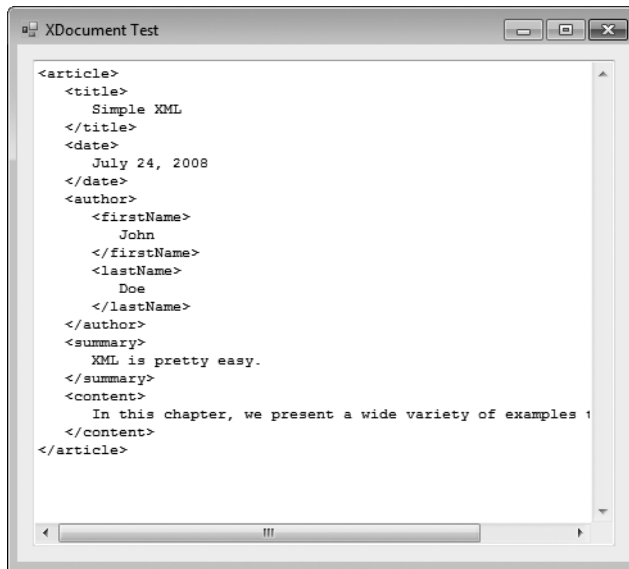 XDocument Test
<article>
   <title>
      Simple XML
   </title>
   <date>
      July 24, 2008
   </date>
   <author>
      <firstName>
         John
      </firstName>
      <lastName>
         Doe
      </lastName>
   </author>
   <summary>
      XML is pretty easy.
   </summary>
   <content>
      In this chapter, we present a wide variety of examples t
   </content>
</article>